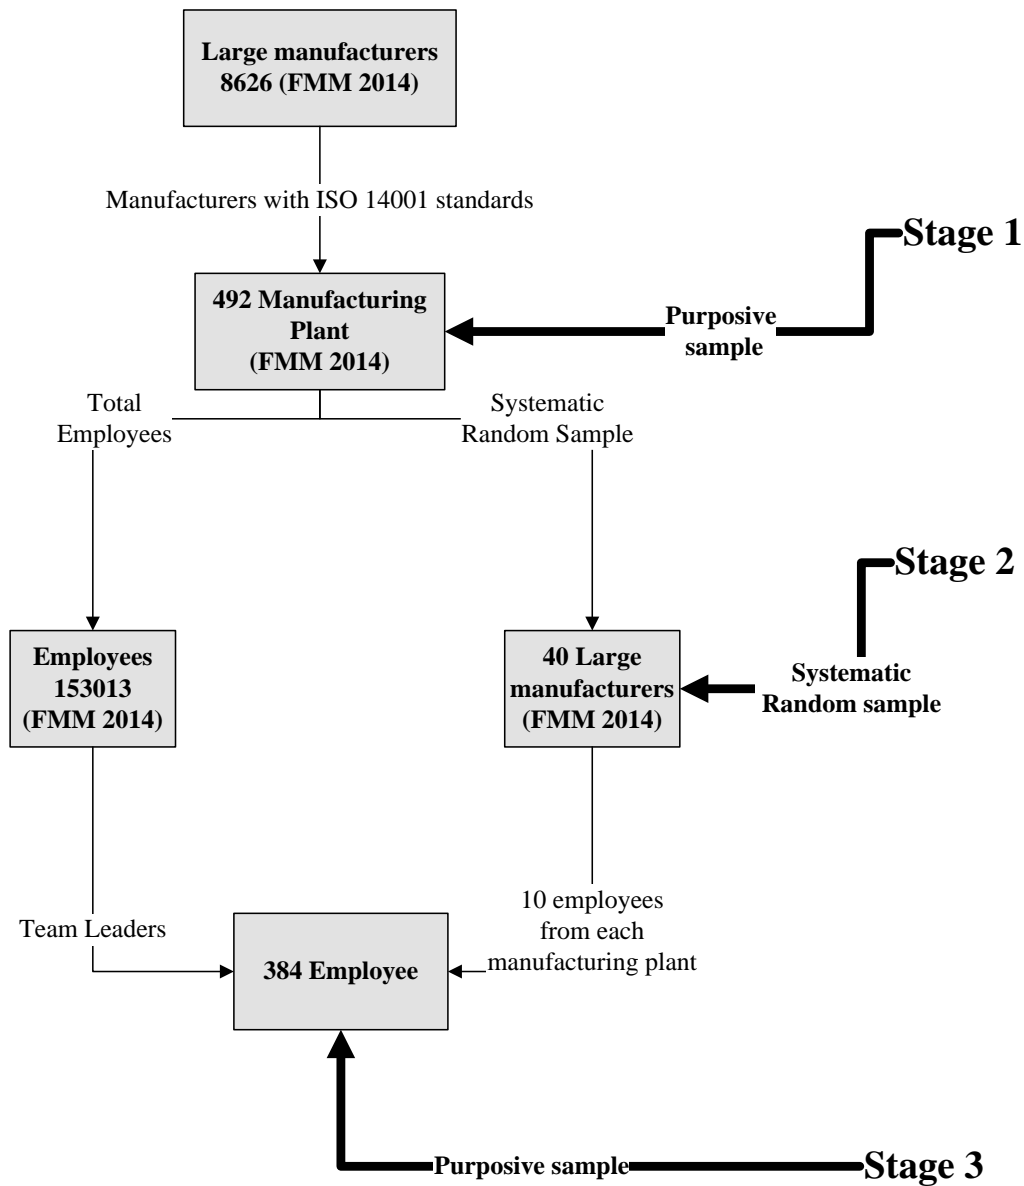 Large manufacturers
8626 (FMM 2014)
Manufacturers with ISO 14001 standards
Stage 1
492 Manufacturing
Plant
(FMM 2014)
Purposive
sample
Total
Employees
Systematic
Random Sample
Stage 2
Employees
153013
(FMM 2014)
40 Large
manufacturers
(FMM 2014)
Systematic
Random sample
Team Leaders
10 employees
from each
manufacturing plant
384 Employee
Purposive sample
Stage 3